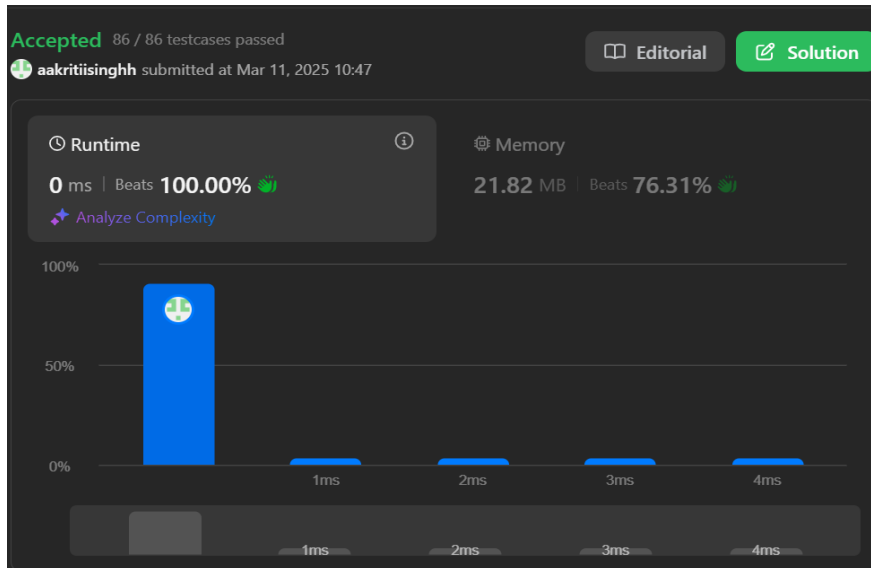 Accepted 86 / 86 testcases passed
aakritiisinghh submitted at Mar 11, 2025 10:47
Editorial
Solution
Runtime
0 ms Beats 100.00%
Analyze Complexity
Memory
21.82 MB Beats 76.31%
100%
50%
0%
1ms 2ms 3ms 4ms
1ms 2ms 3ms 4ms